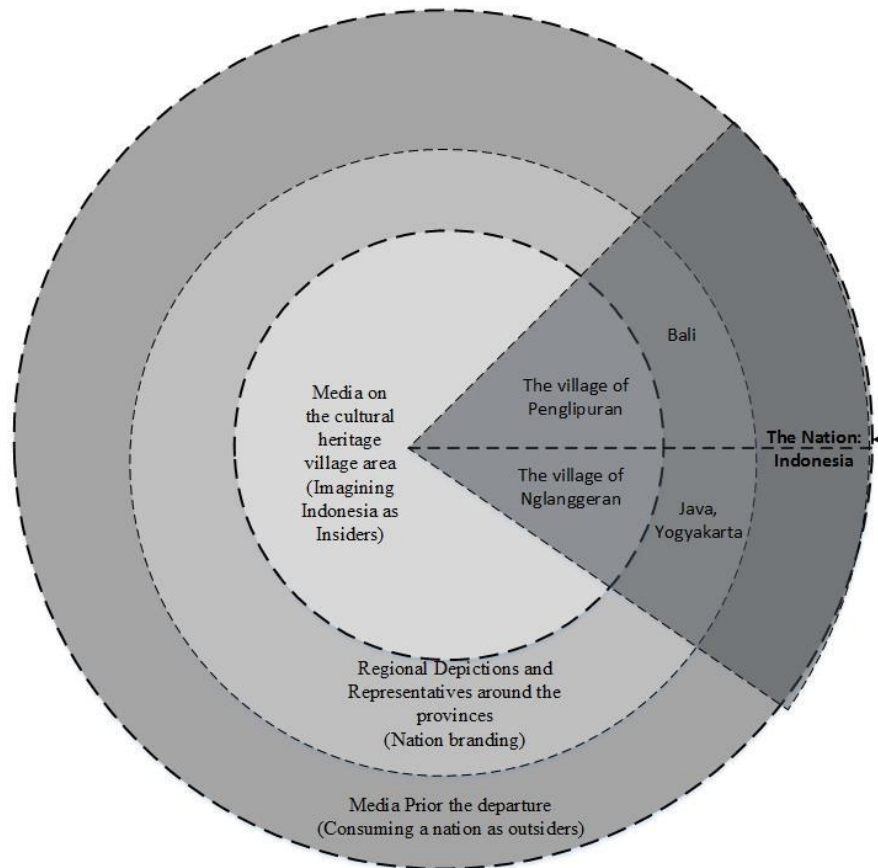 Bali
The village of
Penglipuran
Media on
the cultural
heritage
village area
(Imagining
Indonesia as
Insiders)
The Nation:
Indonesia
The village of
Nglanggeran
Java,
Yogyakarta
Regional Depictions and
Representatives around the
provinces
(Nation branding)
Media Prior the departure
(Consuming a nation as outsiders)